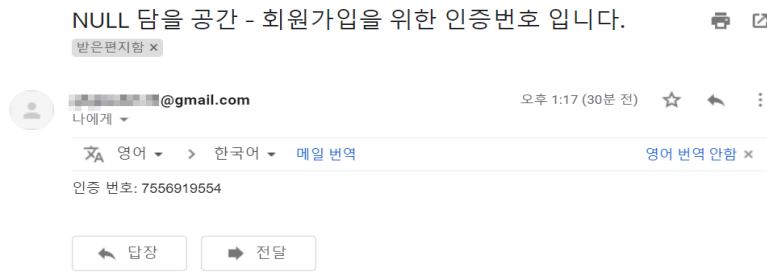 NULL 담을 공간 - 회원가입을 위한 인증번호 입니다.
받은편지함 ×
@gmail.com 오후 1:17 (30분 전)
나에게
영어 > 한국어 메일 번역 영어 번역 안함 ×
인증 번호: 7556919554
답장 전달